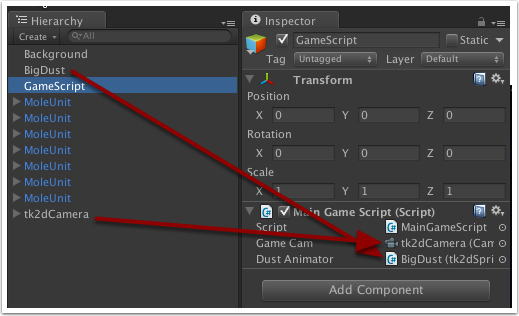 Hierarchy
Create All
Background
BigDust
GameScript
MoleUnit
MoleUnit
MoleUnit
MoleUnit
MoleUnit
MoleUnit
MoleUnit
tk2dCamera
Inspector
GameScript Static
Tag Untagged Layer Default
Transform
Position
X 0 Y 0 Z 0
Rotation
X 0 Y 0 Z 0
Scale
X 1 Y 1 Z 1
Main Game Script (Script)
Script MainGameScript
Game Cam tk2dCamera (Cam
Dust Animator BigDust (tk2dSpri
Add Component